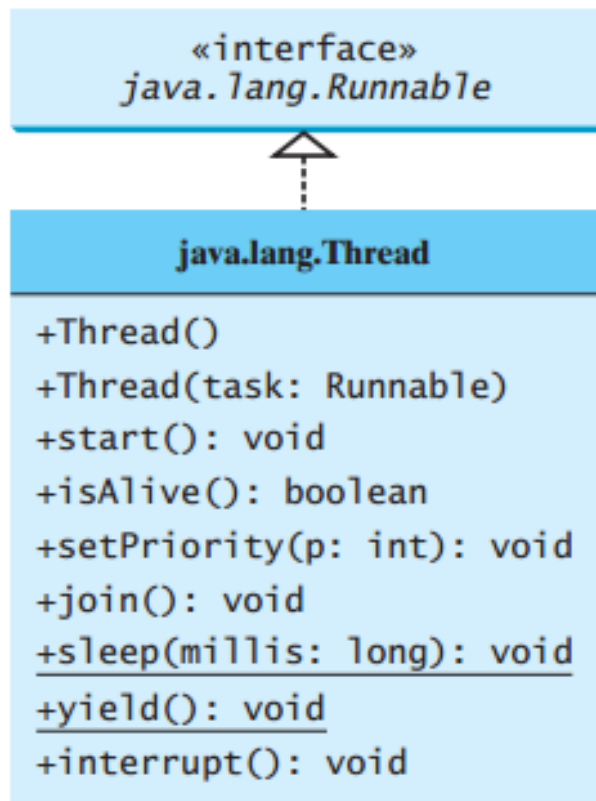 «interface»
java.lang.Runnable
java.lang.Thread
+Thread()
+Thread(task: Runnable)
+start(): void
+isAlive(): boolean
+setPriority(p: int): void
+join(): void
+sleep(millis: long): void
+yield(): void
+interrupt(): void